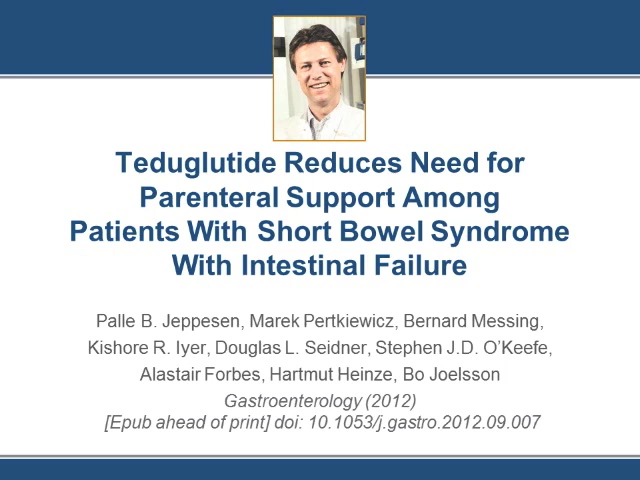 Teduglutide Reduces Need for
Parenteral Support Among
Patients With Short Bowel Syndrome
With Intestinal Failure
Palle B. Jeppesen, Marek Pertkiewicz, Bernard Messing,
Kishore R. Iyer, Douglas L. Seidner, Stephen J.D. O’Keefe,
Alastair Forbes, Hartmut Heinze, Bo Joelsson
Gastroenterology (2012)
[Epub ahead of print] doi: 10.1053/j.gastro.2012.09.007